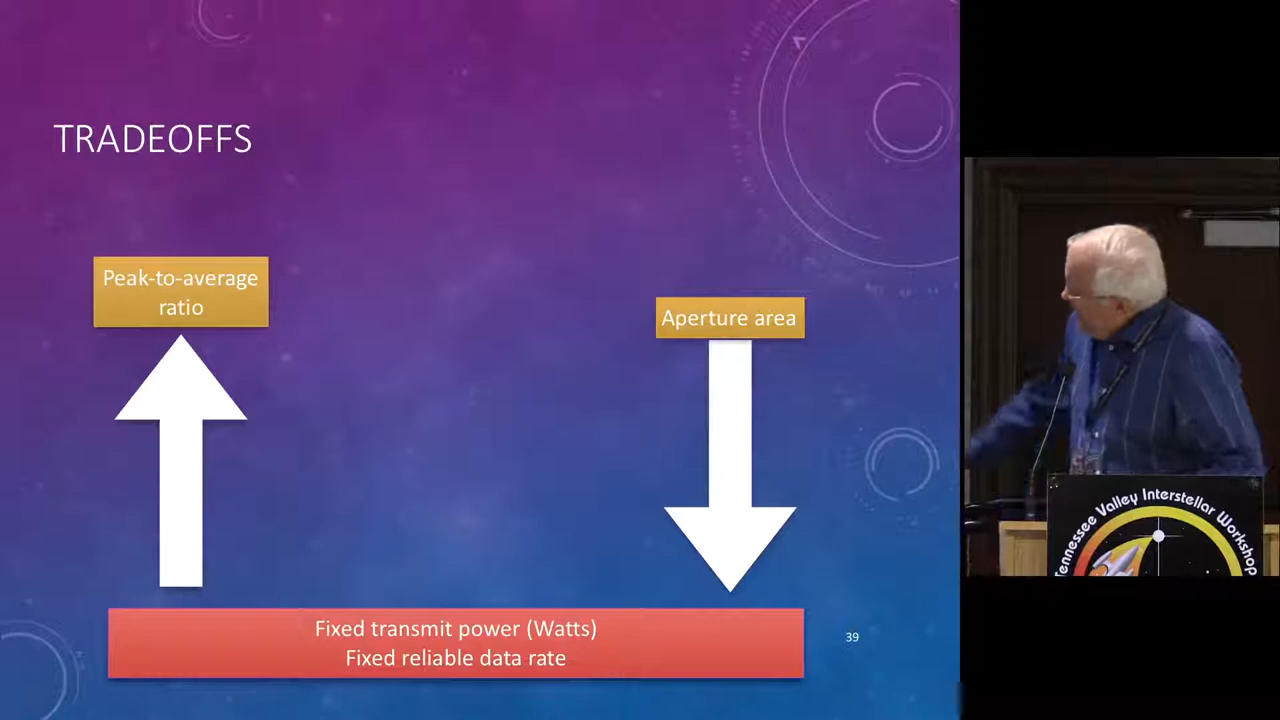 TRADEOFFS
Peak-to-average
ratio
Aperture area
Fixed transmit power (Watts)
Fixed reliable data rate
39
Tennessee Valley Interstellar Workshop